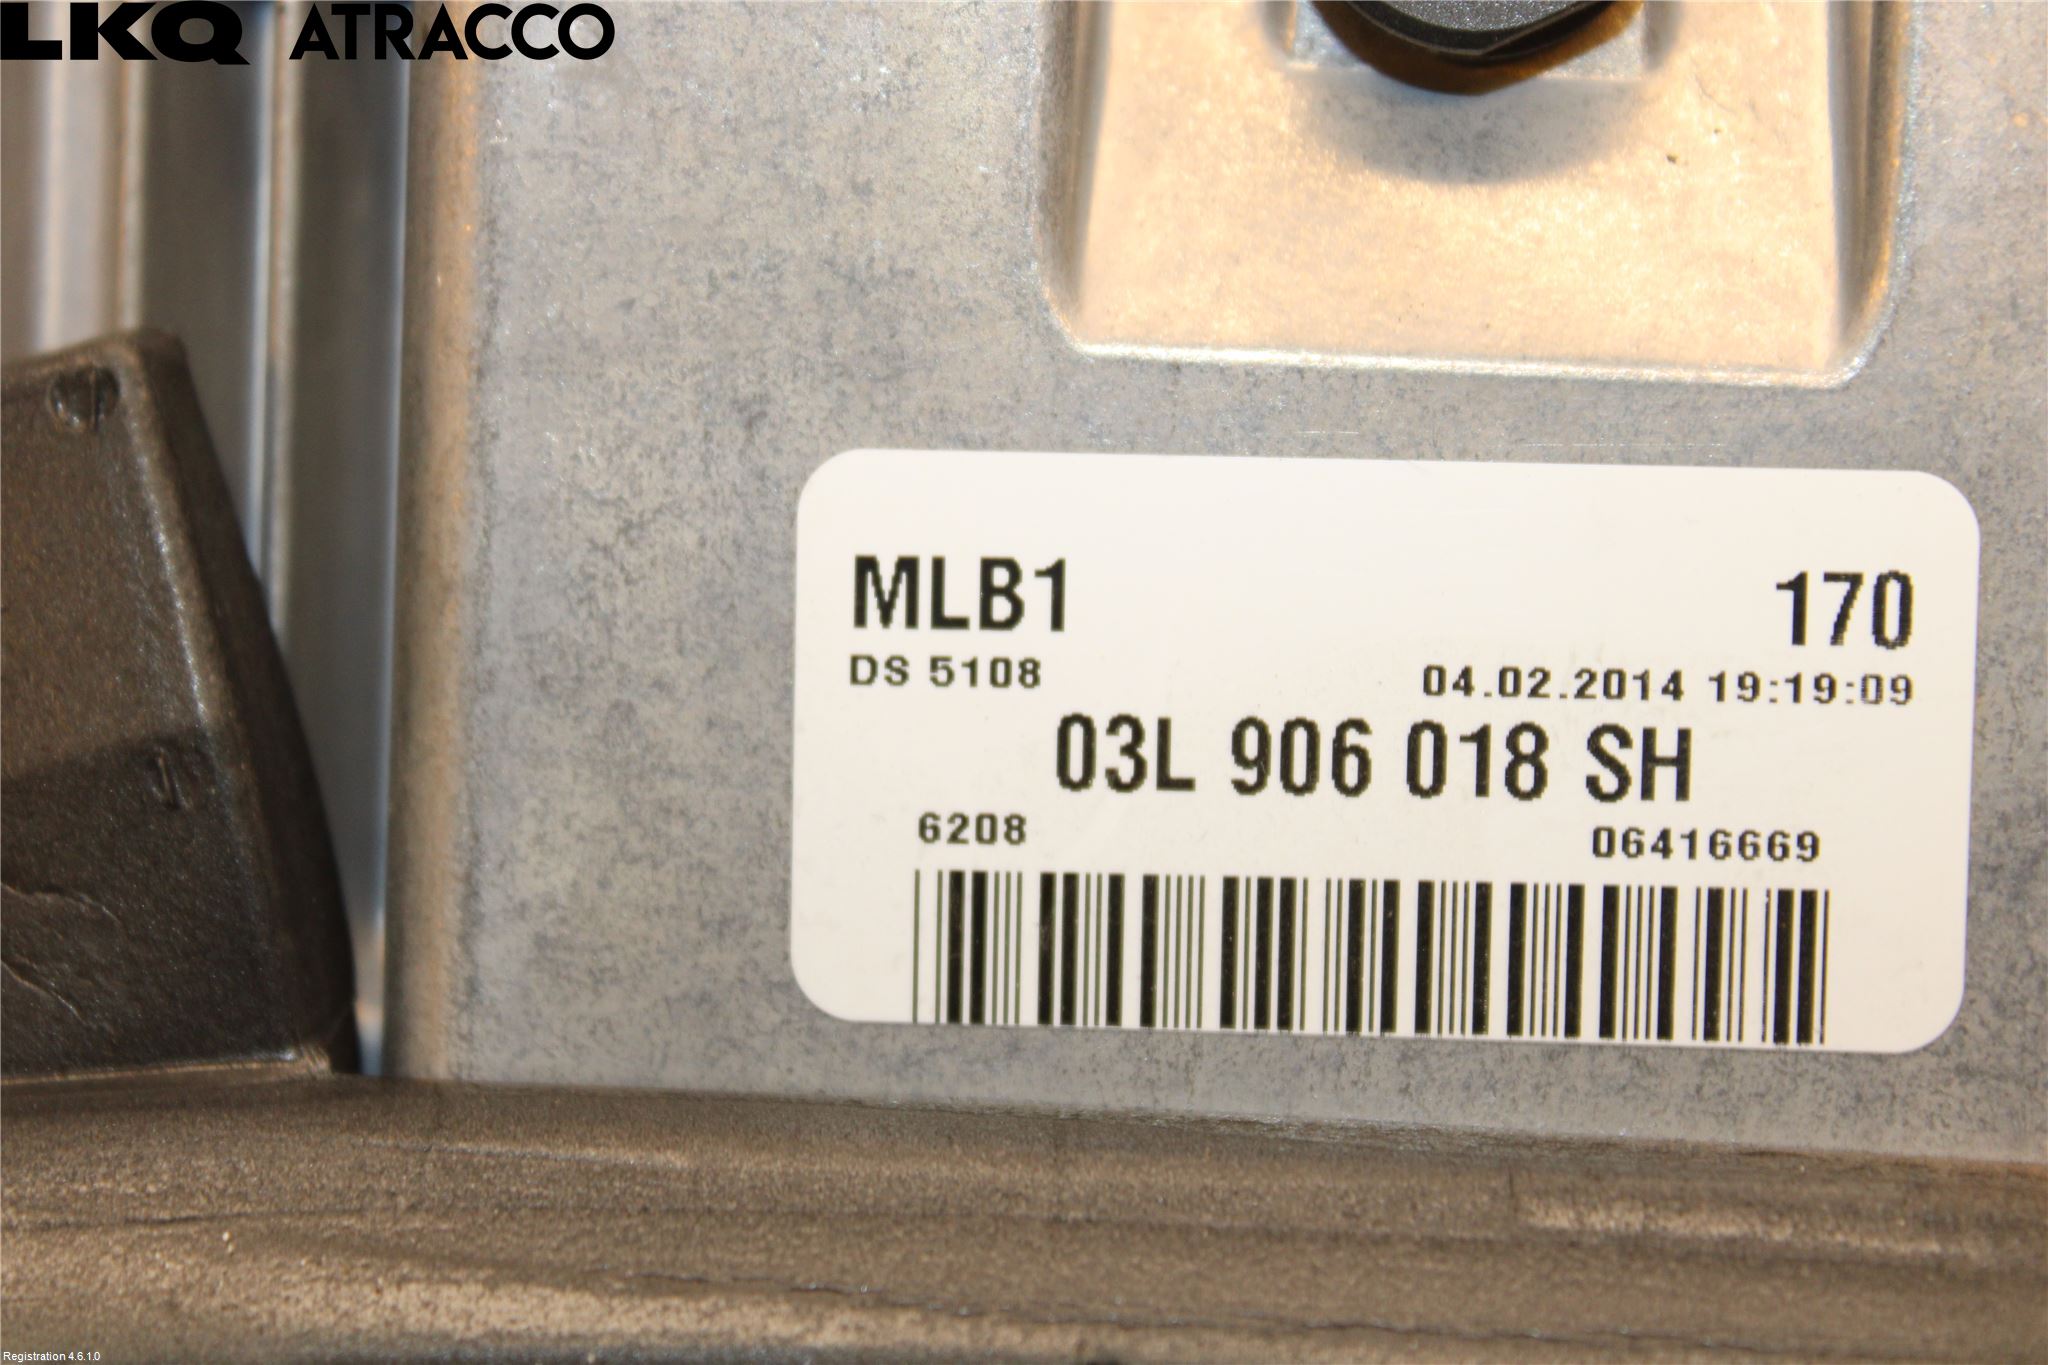 LKQ ATRACCO
MLB1 170
DS 5108 04.02.2014 19:19:09
03L 906 018 SH
6208 06416669
Registration 4.6.1.0